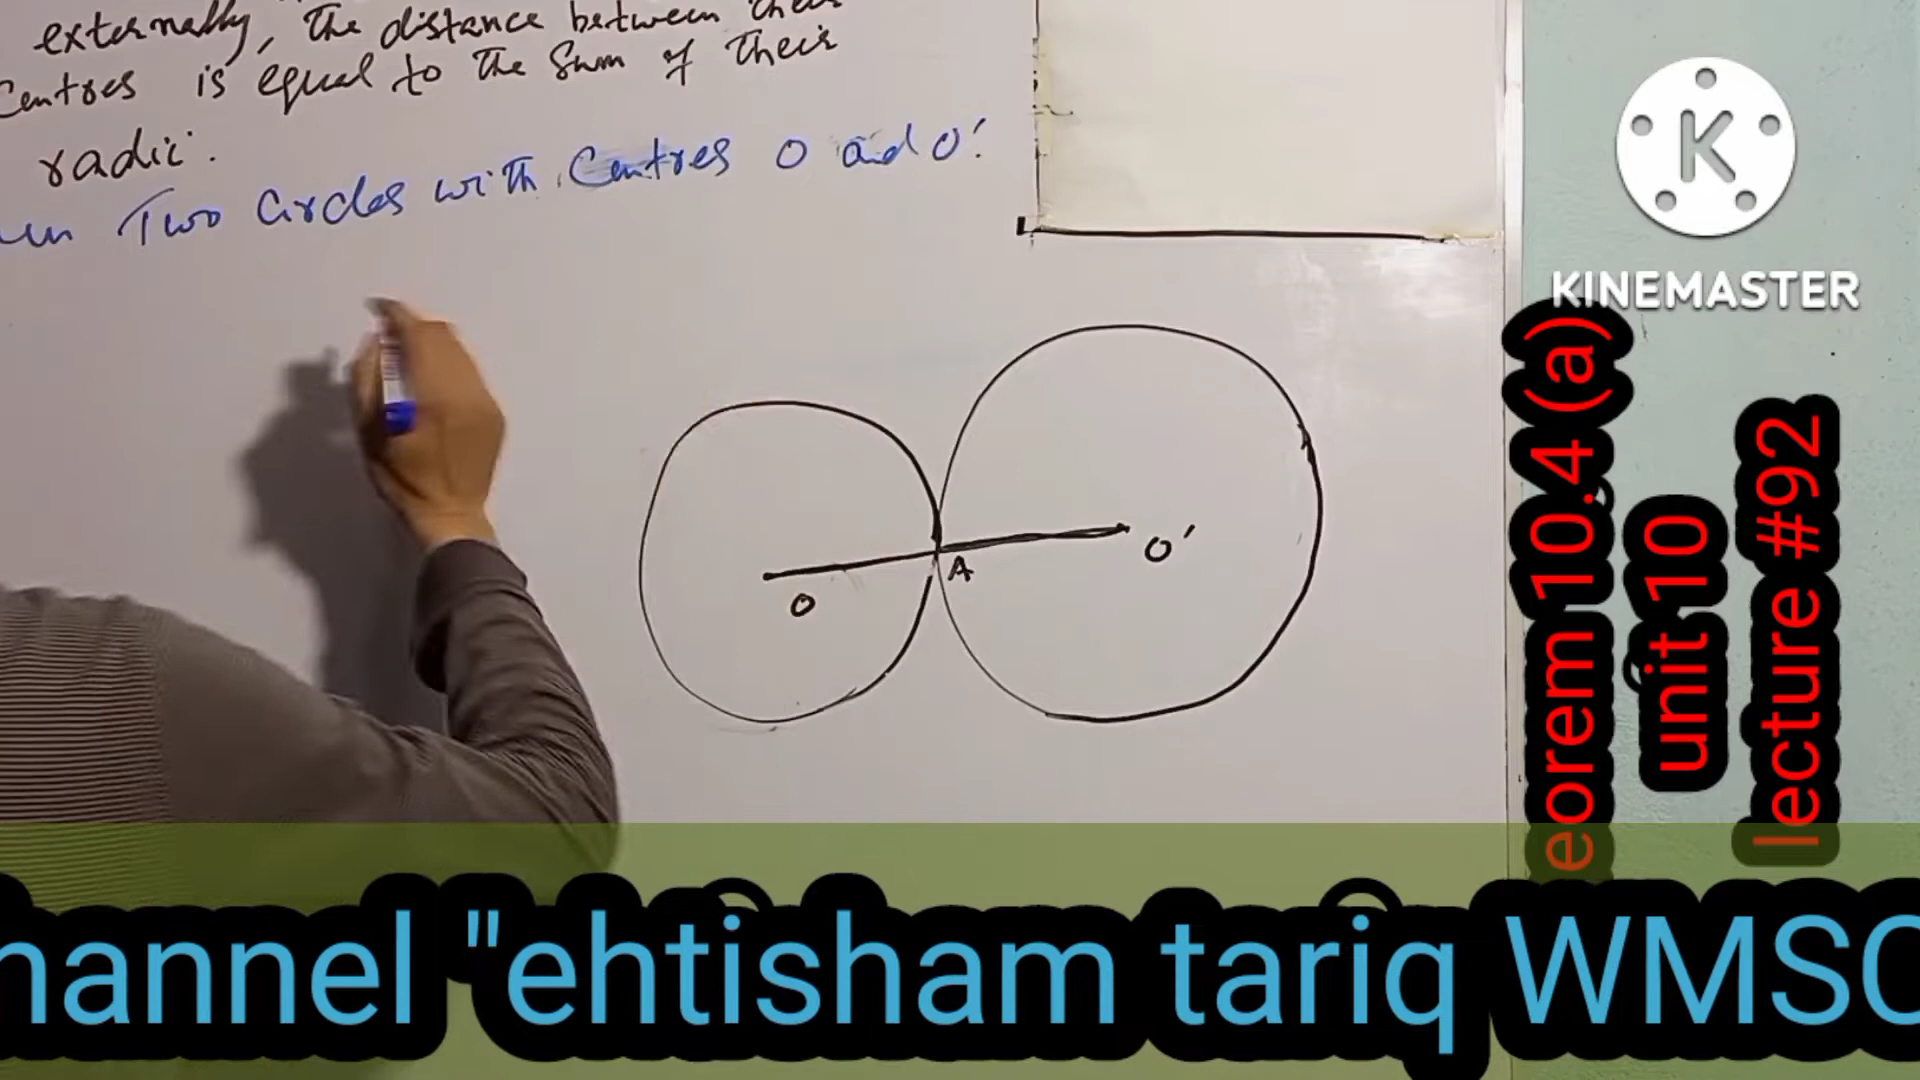 externally, The distance between their
Centres is equal to The Sum of Their
radii.
Two Circles with Centres O and O'.
O
A
O'
K
KINEMASTER
eorem 10.4 (a)
unit 10
lecture #92
hannel "ehtisham tariq WMSC